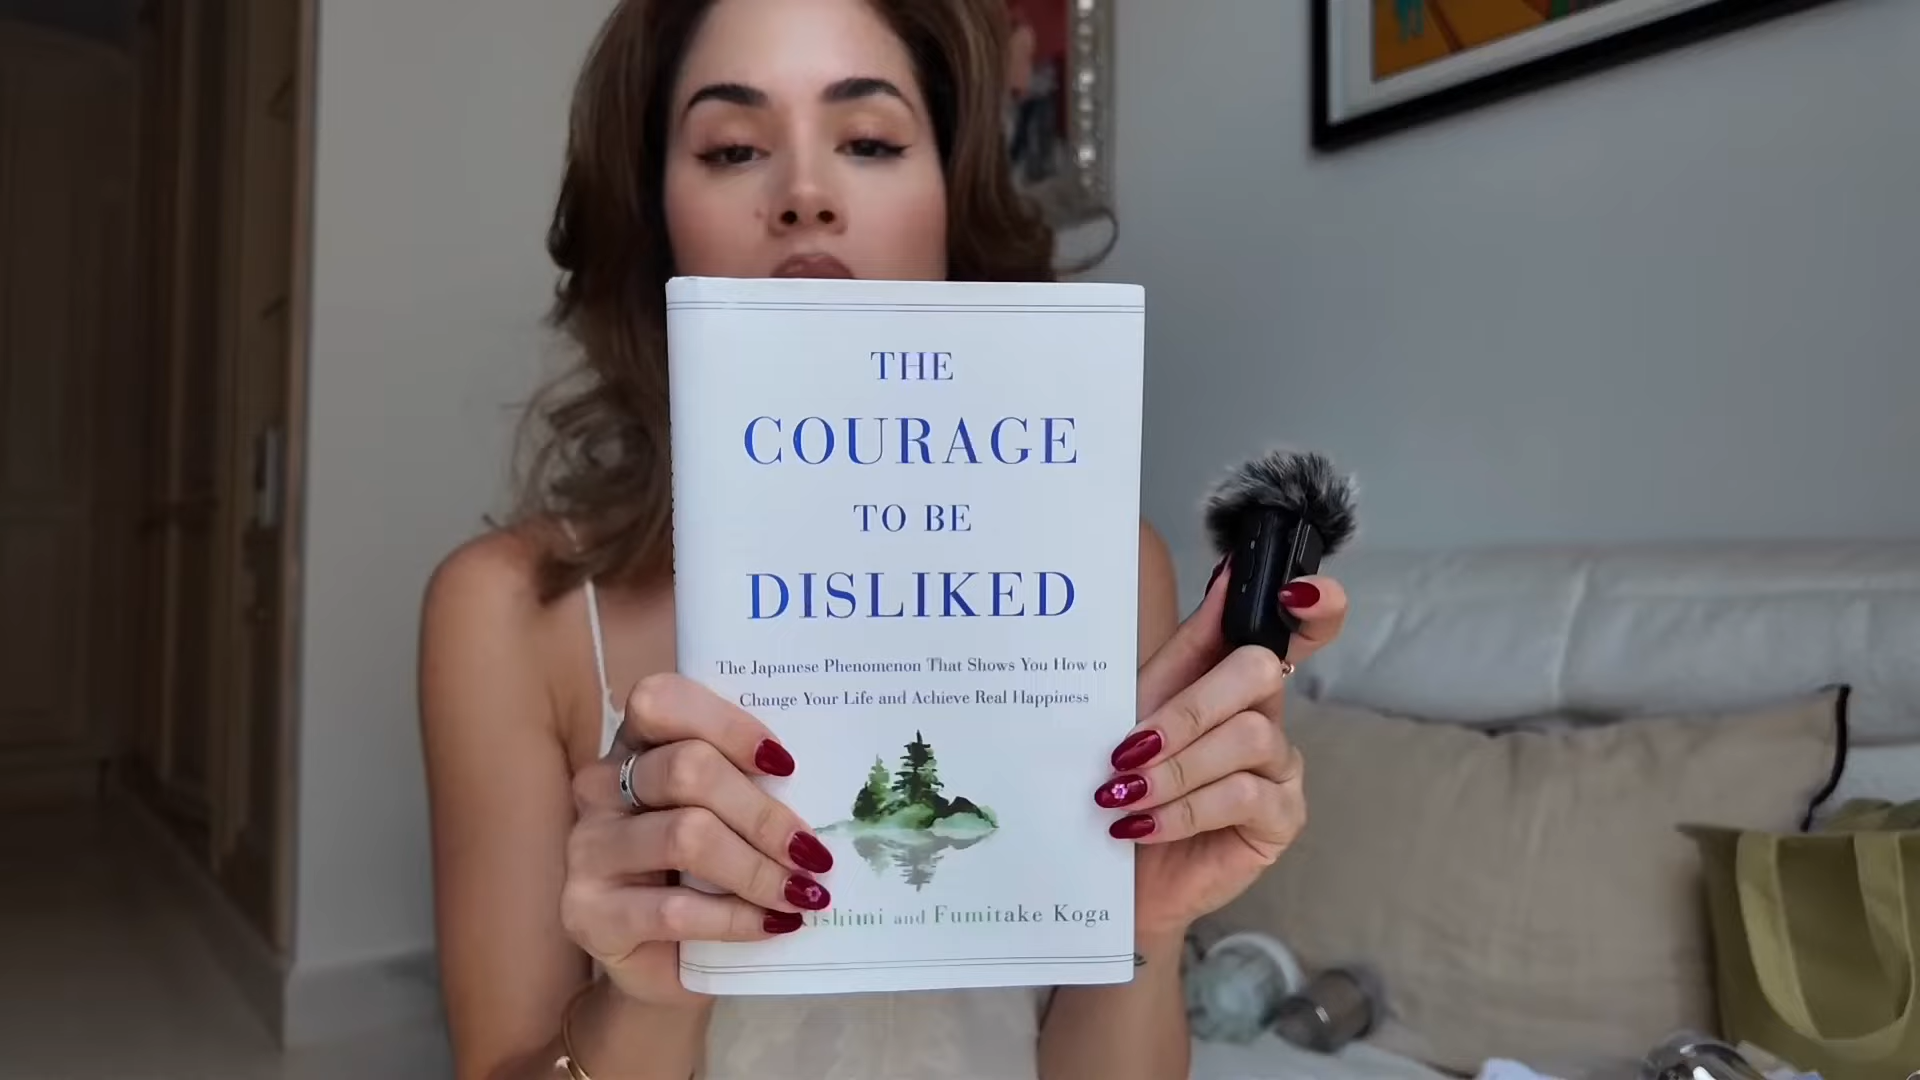 THE
COURAGE
TO BE
DISLIKED
The Japanese Phenomenon That Shows You How to
Change Your Life and Achieve Real Happiness
and Fumitake Koga